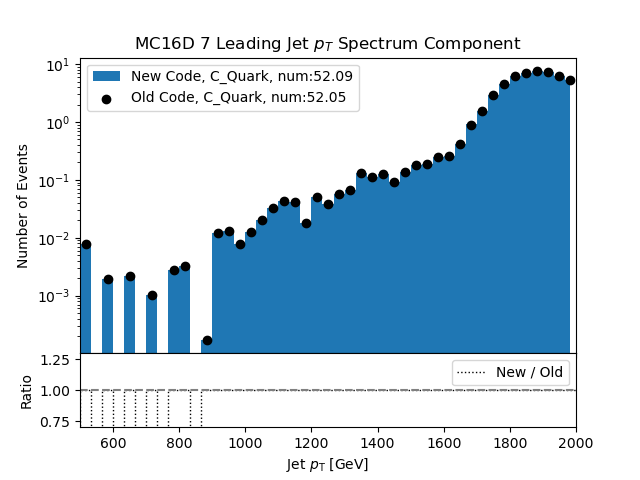 MC16D 7 Leading Jet $p_T$ Spectrum Component
New Code, C_Quark, num:52.09
Old Code, C_Quark, num:52.05
Number of Events
10¹
10⁰
10⁻¹
10⁻²
10⁻³
1.25
1.00
0.75
Ratio
New / Old
600 800 1000 1200 1400 1600 1800 2000
Jet $p_{\mathrm{T}}$ [GeV]